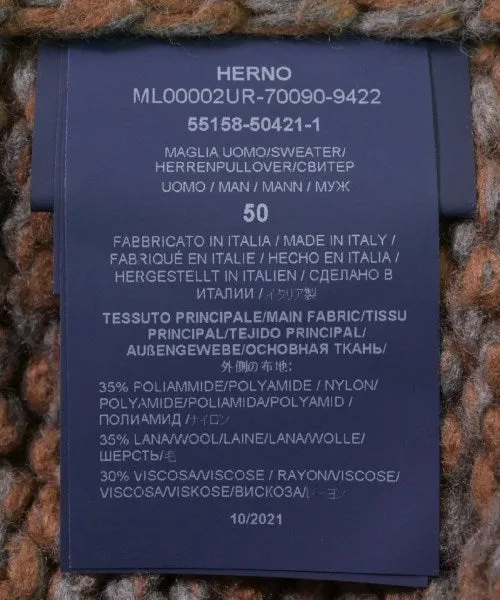 HERNO
ML00002UR-70090-9422
55158-50421-1
MAGLIA UOMO/SWEATER/
HERRENPULLOVER/СВИТЕР
UOMO / MAN / MANN / МУЖ
50
FABBRICATO IN ITALIA / MADE IN ITALY /
FABRIQUÉ EN ITALIE / HECHO EN ITALIA /
HERGESTELLT IN ITALIEN / СДЕЛАНО В
ИТАЛИИ / イタリア製
TESSUTO PRINCIPALE/MAIN FABRIC/TISSU
PRINCIPAL/TEJIDO PRINCIPAL/
AUßENGEWEBE/ОСНОВНАЯ ТКАНЬ/
外側の布地:
35% POLIAMMIDE/POLYAMIDE / NYLON/
POLYAMIDE/POLIAMIDA/POLYAMID /
ПОЛИАМИД /ナイロン
35% LANA/WOOL/LAINE/LANA/WOLLE/
ШЕРСТЬ/毛
30% VISCOSA/VISCOSE / RAYON/VISCOSE/
VISCOSA/VISKOSE/ВИСКОЗА/レーヨン
10/2021